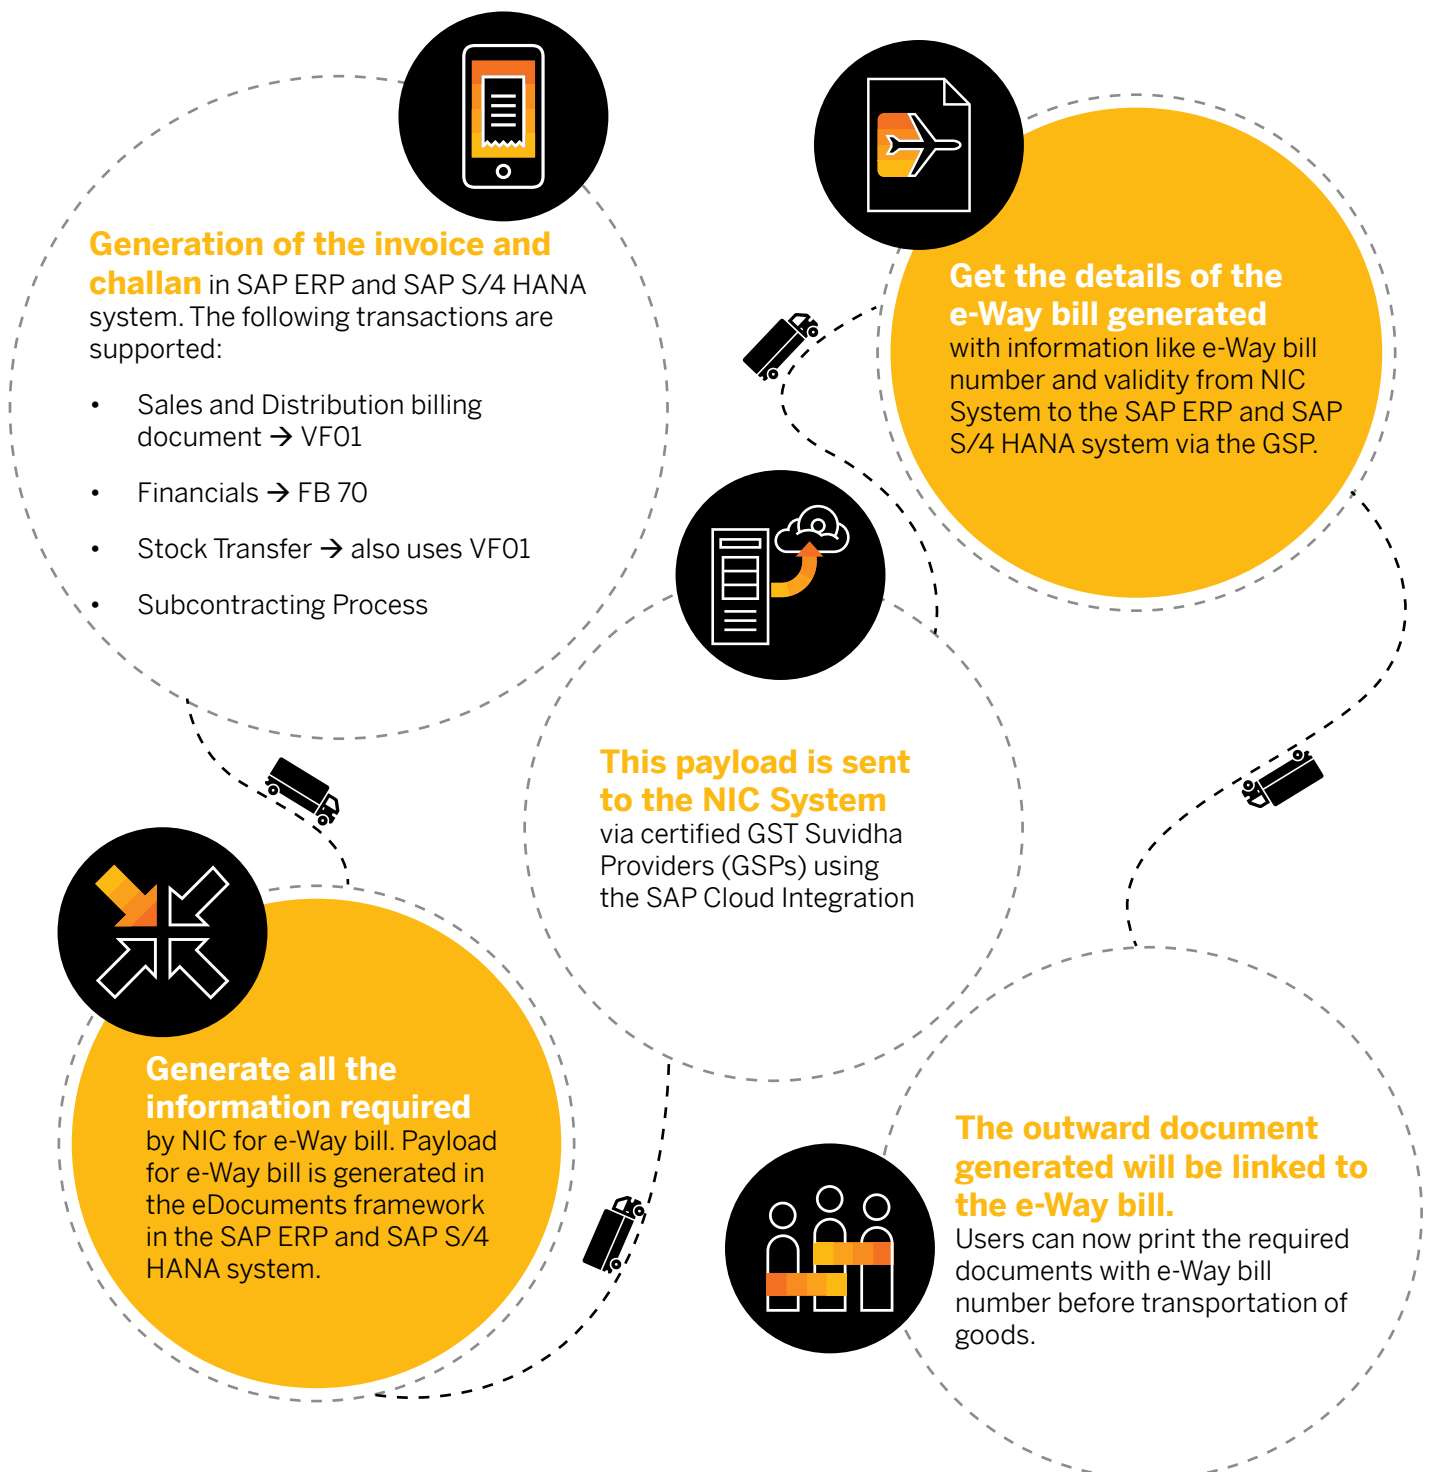 Generation of the invoice and
challan in SAP ERP and SAP S/4 HANA
system. The following transactions are
supported:
• Sales and Distribution billing
document → VF01
• Financials → FB 70
• Stock Transfer → also uses VF01
• Subcontracting Process
Generate all the
information required
by NIC for e-Way bill. Payload
for e-Way bill is generated in
the eDocuments framework
in the SAP ERP and SAP S/4
HANA system.
This payload is sent
to the NIC System
via certified GST Suvidha
Providers (GSPs) using
the SAP Cloud Integration
Get the details of the
e-Way bill generated
with information like e-Way bill
number and validity from NIC
System to the SAP ERP and SAP
S/4 HANA system via the GSP.
The outward document
generated will be linked to
the e-Way bill.
Users can now print the required
documents with e-Way bill
number before transportation of
goods.